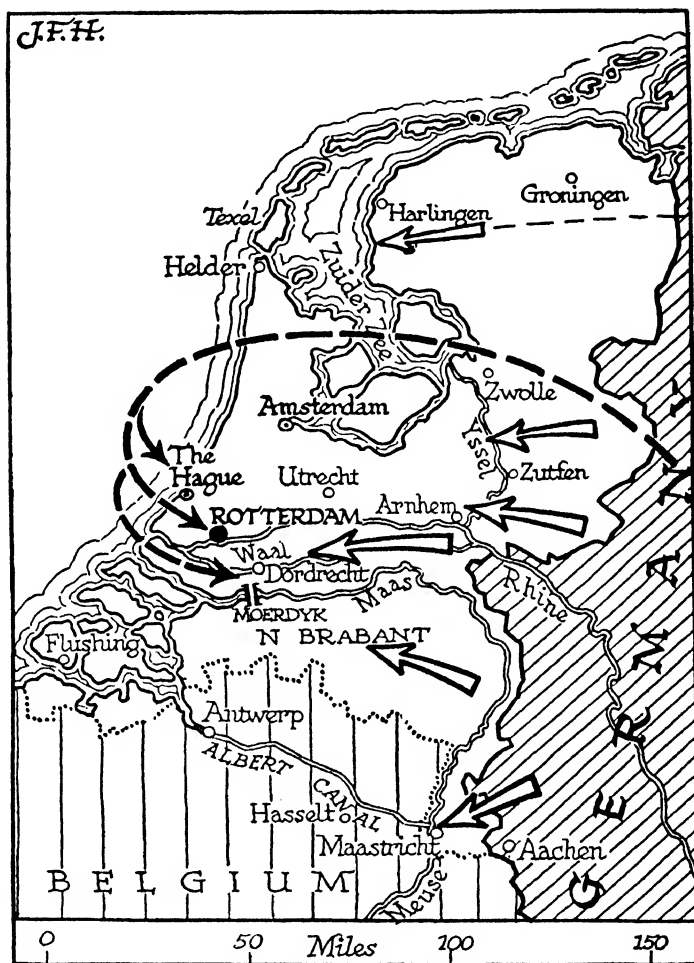 J.F.H.
Groningen
Texel
Harlingen
Helder
Zuider Zee
Zwolle
Amsterdam
Yssel
The
Hague
Utrecht
Zutfen
Arnhem
ROTTERDAM
Waal
Dordrecht
Maas
Rhine
MOERDYK
N BRABANT
Flushing
Antwerp
ALBERT CANAL
Hasselt
Maastricht
Aachen
BELGIUM
Meuse
GERMANY
0 50 100 150
Miles